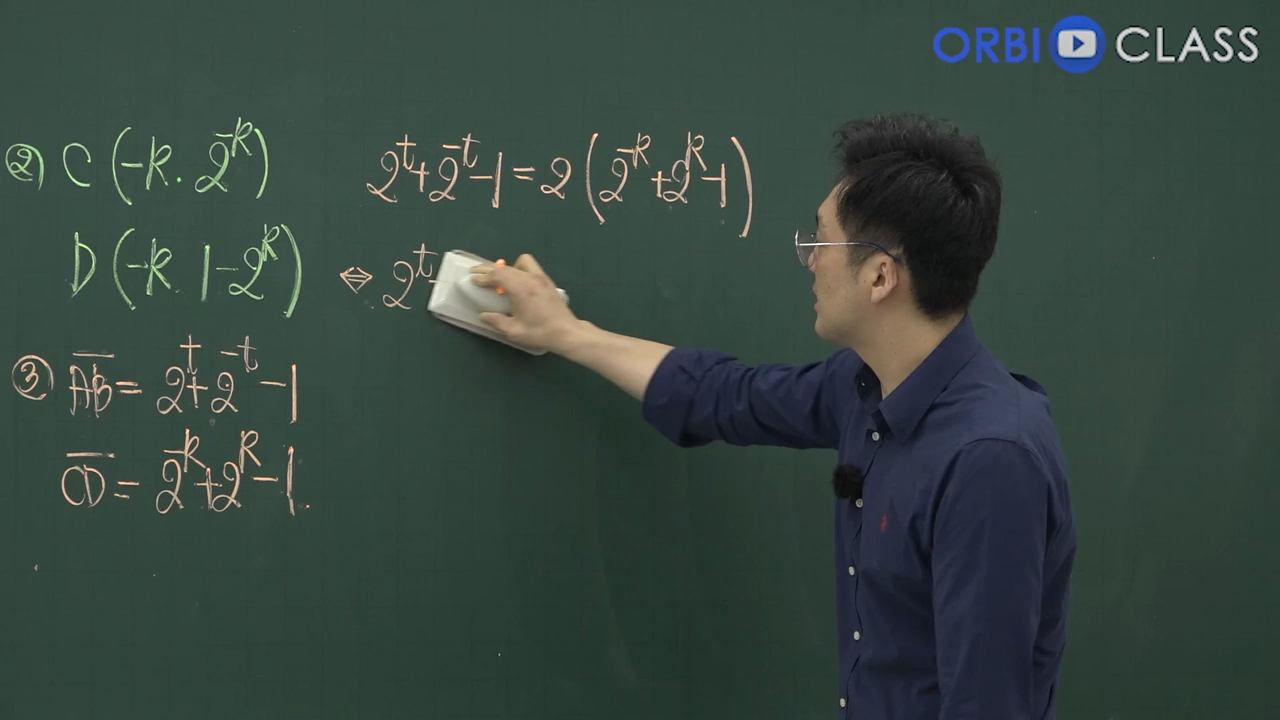 ORBI CLASS
② C (-k. 2^-k)
D (-k. 1-2^k)
③ AB = 2^t+2^-t -1
CD = 2^-k+2^k-1.
2^t+2^-t-1=2(2^-k+2^k-1)
⇔ 2^t